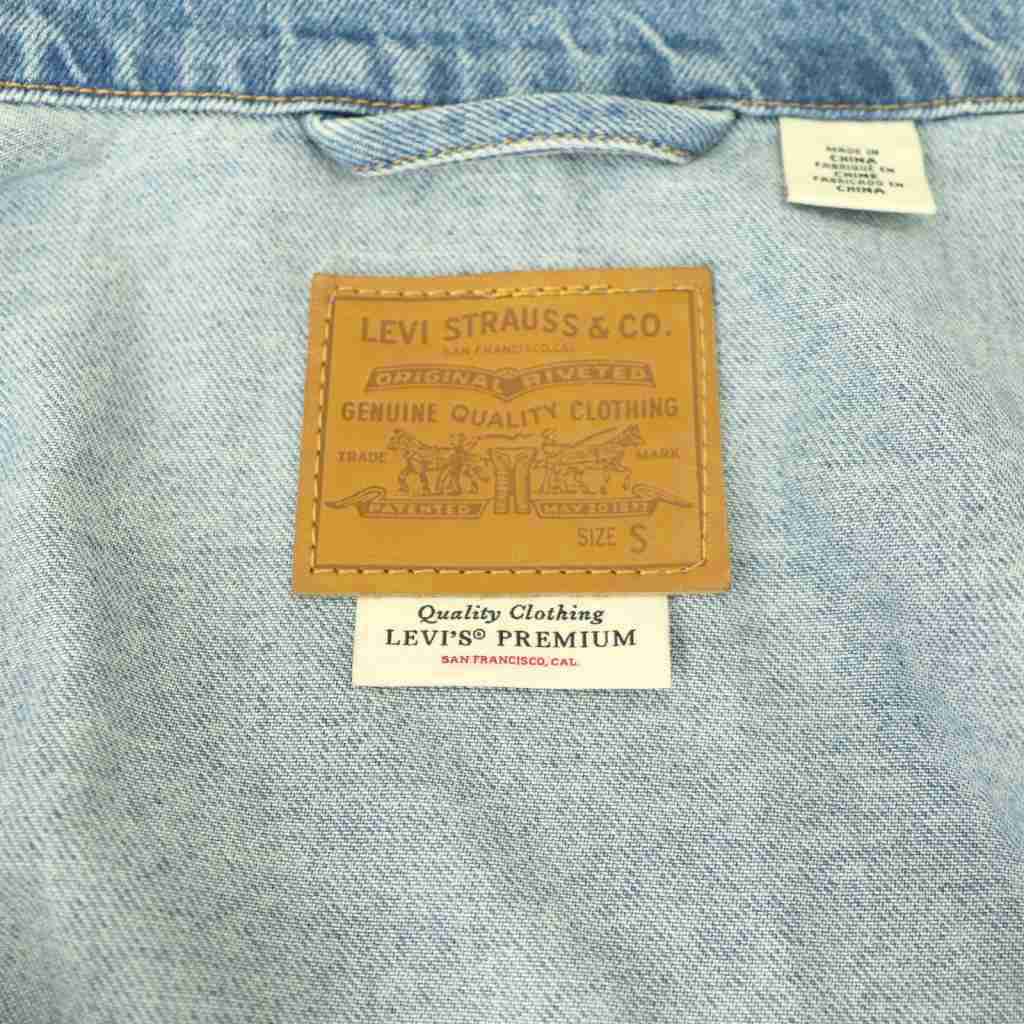 MADE IN
CHINA
FABRIQUÉ EN
CHINE
FABRICADO EN
CHINA
LEVI STRAUSS & CO.
SAN FRANCISCO, CAL.
ORIGINAL RIVETED
GENUINE QUALITY CLOTHING
TRADE MARK
PATENTED MAY 20 1873
SIZE S
Quality Clothing
LEVI'S® PREMIUM
SAN FRANCISCO, CAL.